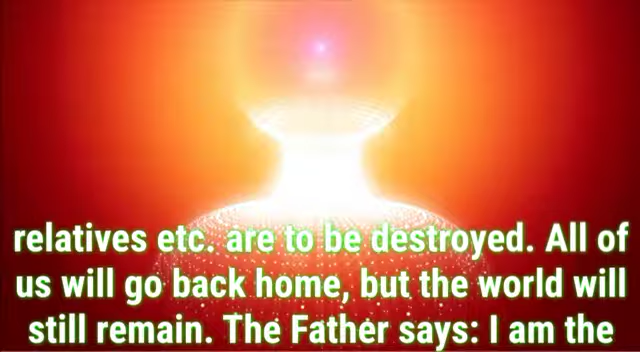 relatives etc. are to be destroyed. All of
us will go back home, but the world will
still remain. The Father says: I am the